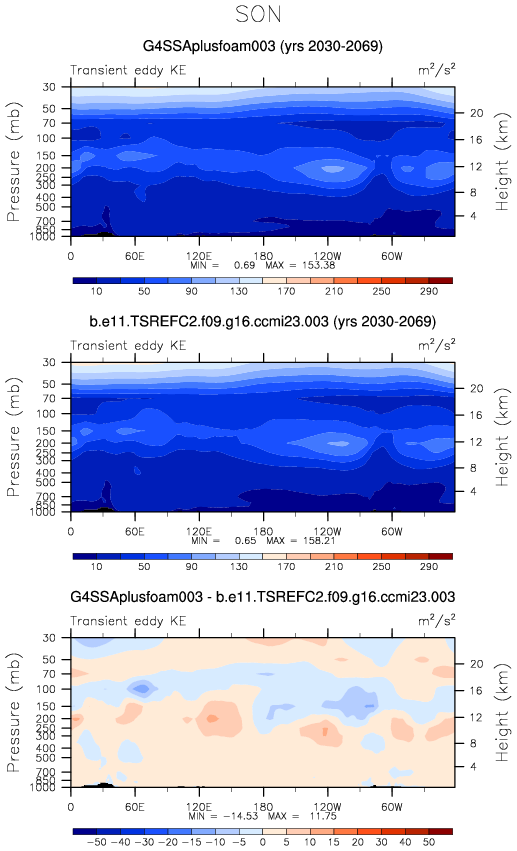 SON
G4SSAplusfoam003 (yrs 2030-2069)
Transient eddy KE m²/s²
30
50
70
100
150
200
250
300
400
500
700
850
1000
Pressure (mb)
20
16
12
8
4
Height (km)
0 60E 120E 180 120W 60W
MIN = 0.69 MAX = 153.38
10 50 90 130 170 210 250 290
b.e11.TSREFC2.f09.g16.ccmi23.003 (yrs 2030-2069)
Transient eddy KE m²/s²
30
50
70
100
150
200
250
300
400
500
700
850
1000
Pressure (mb)
20
16
12
8
4
Height (km)
0 60E 120E 180 120W 60W
MIN = 0.65 MAX = 158.21
10 50 90 130 170 210 250 290
G4SSAplusfoam003 - b.e11.TSREFC2.f09.g16.ccmi23.003
Transient eddy KE m²/s²
30
50
70
100
150
200
250
300
400
500
700
850
1000
Pressure (mb)
20
16
12
8
4
Height (km)
0 60E 120E 180 120W 60W
MIN = -14.53 MAX = 11.75
-50 -40 -30 -20 -15 -10 -5 0 5 10 15 20 30 40 50